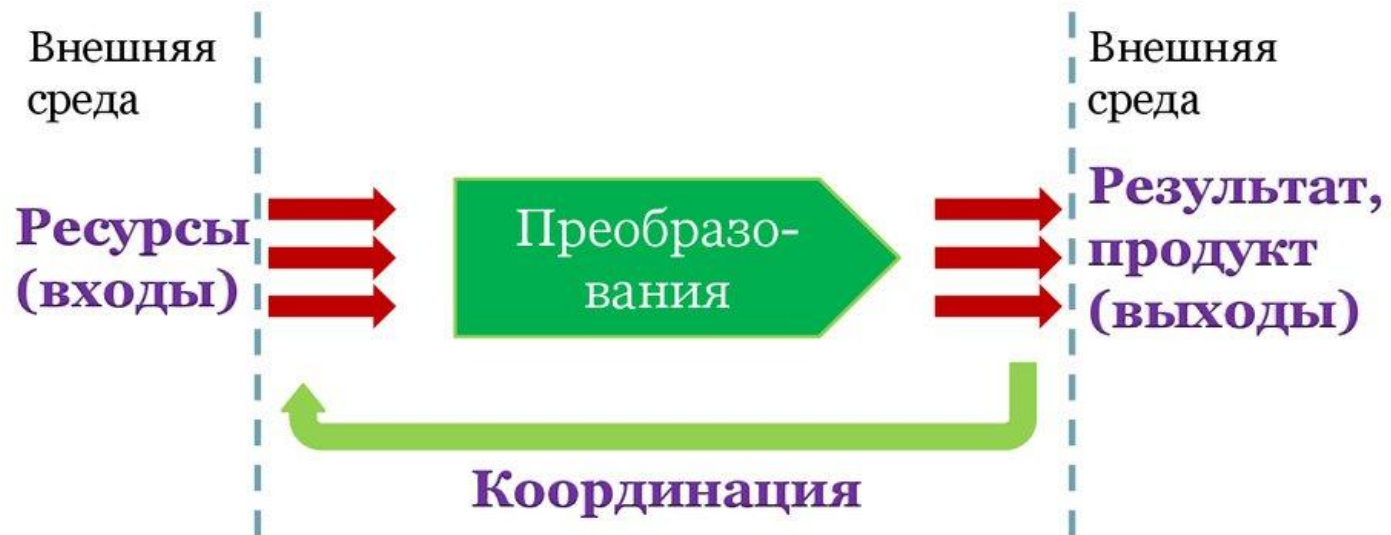 Внешняя
среда
Ресурсы
(входы)
Преобразо-
вания
Внешняя
среда
Результат,
продукт
(выходы)
Координация